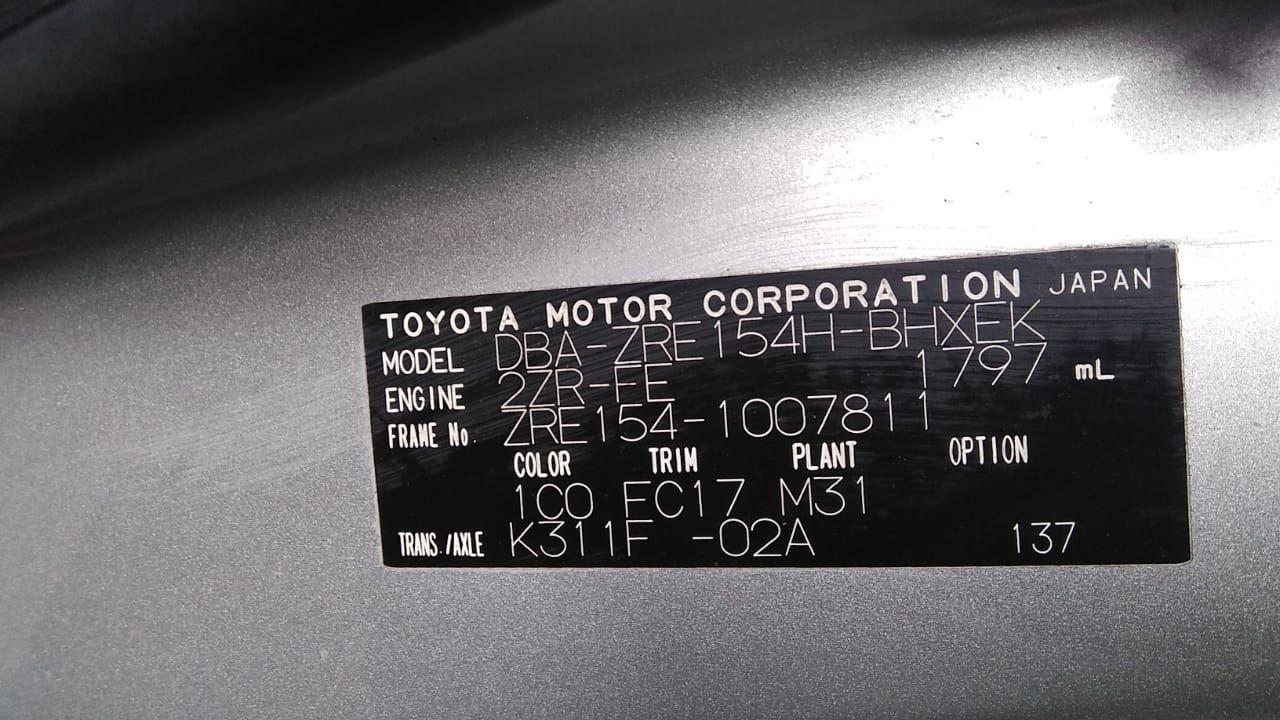 TOYOTA MOTOR CORPORATION JAPAN
MODEL DBA-ZRE154H-BHXEK
ENGINE 2ZR-FE 1797 mL
FRAME No. ZRE154-1007811
COLOR TRIM PLANT OPTION
1C0 FC17 M31
TRANS./AXLE K311F -02A 137